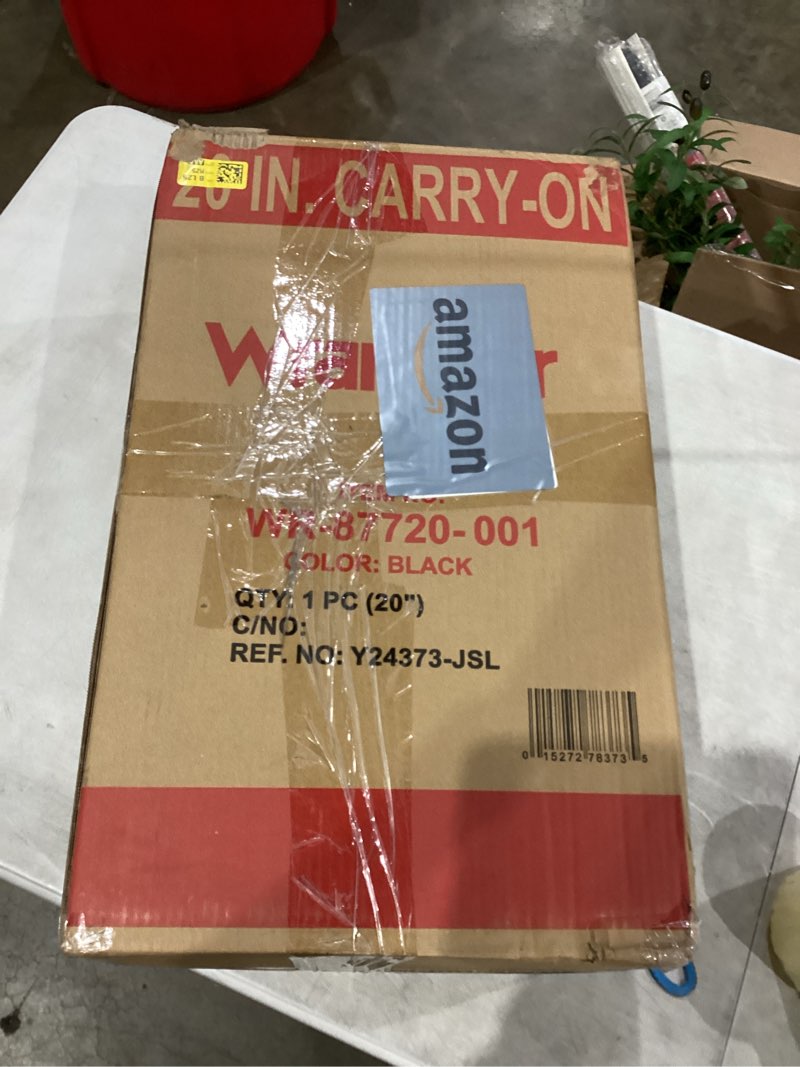 20 IN. CARRY-ON
amazon
WR-87720-001
COLOR: BLACK
QTY: 1 PC (20")
C/NO:
REF. NO: Y24373-JSL
0 15272 78373 5